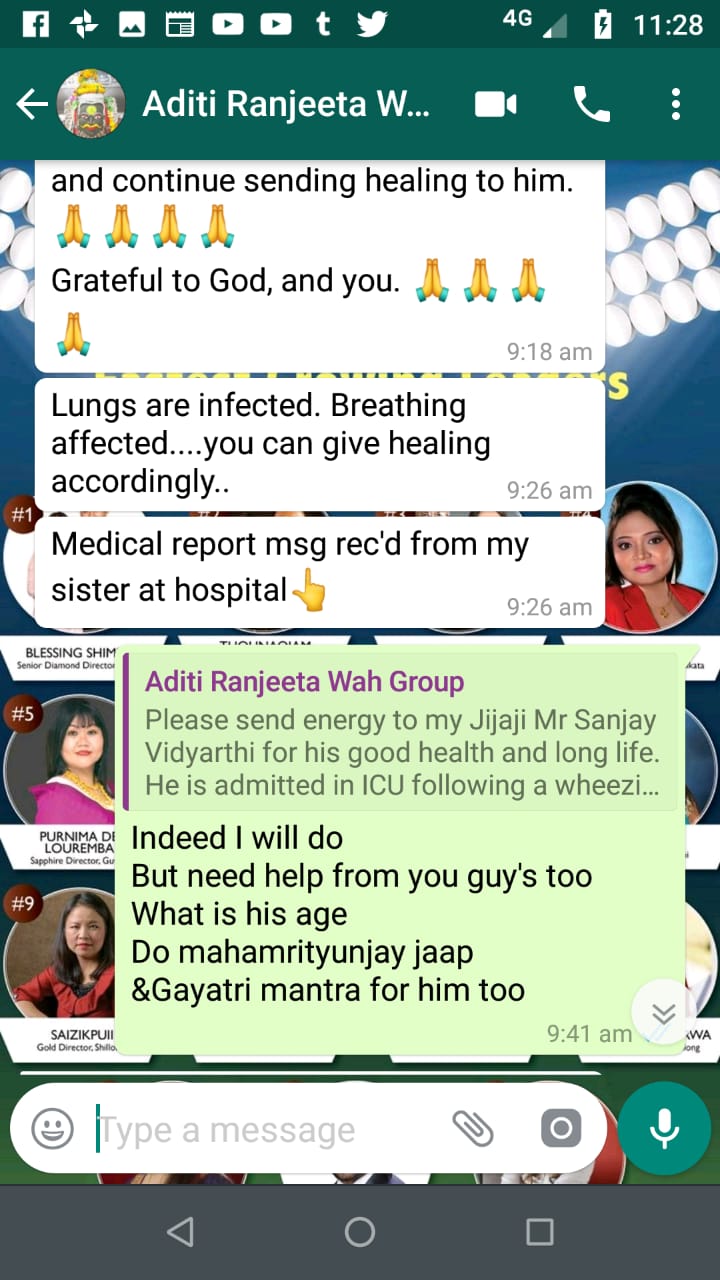 4G 11:28
Aditi Ranjeeta W...
and continue sending healing to him.
🙏 🙏 🙏 🙏
Grateful to God, and you. 🙏 🙏 🙏
🙏
9:18 am
Lungs are infected. Breathing
affected....you can give healing
accordingly..
9:26 am
#1
Medical report msg rec'd from my
sister at hospital👆
9:26 am
BLESSING SHIM
Senior Diamond Director
Aditi Ranjeeta Wah Group
Please send energy to my Jijaji Mr Sanjay
Vidyarthi for his good health and long life.
He is admitted in ICU following a wheezi...
#5
PURNIMA DE
LOUREMBA
Sapphire Director, Gu
Indeed I will do
But need help from you guy's too
What is his age
Do mahamrityunjay jaap
&Gayatri mantra for him too
9:41 am
#9
SAIZIKPUII
Gold Director, Shillo
Type a message